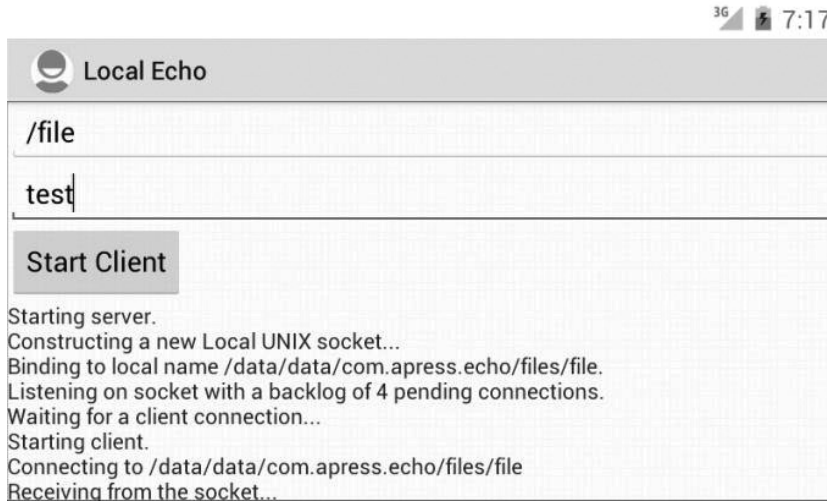 3G 7:17
Local Echo
/file
test
Start Client
Starting server.
Constructing a new Local UNIX socket...
Binding to local name /data/data/com.apress.echo/files/file.
Listening on socket with a backlog of 4 pending connections.
Waiting for a client connection...
Starting client.
Connecting to /data/data/com.apress.echo/files/file
Receiving from the socket...